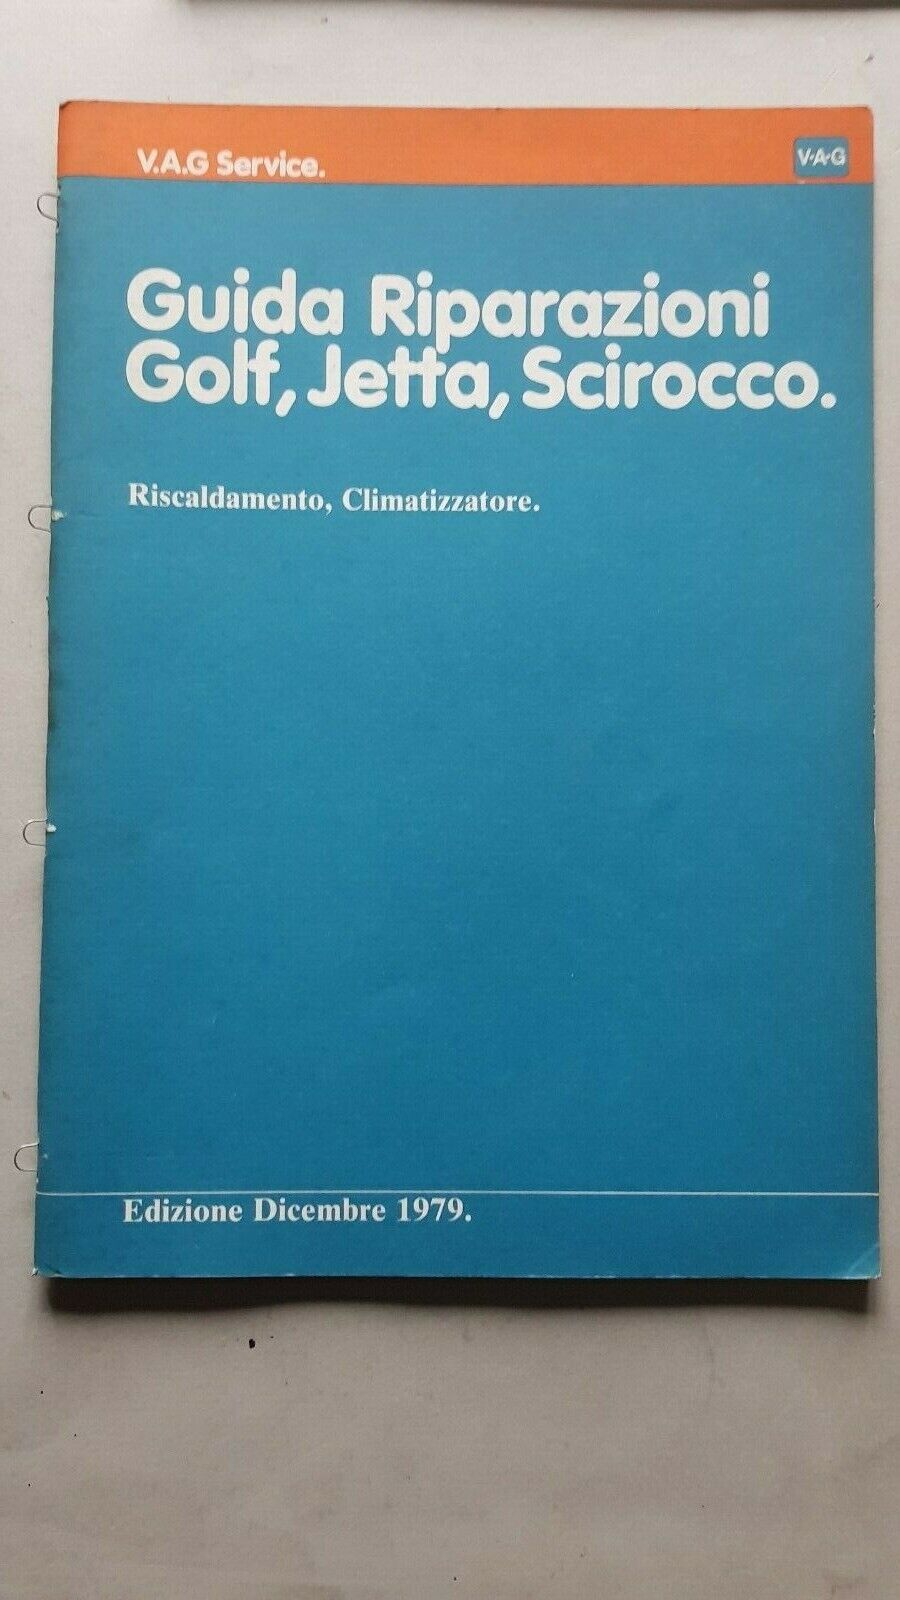 V.A.G Service.
V·A·G
Guida Riparazioni
Golf, Jetta, Scirocco.
Riscaldamento, Climatizzatore.
Edizione Dicembre 1979.